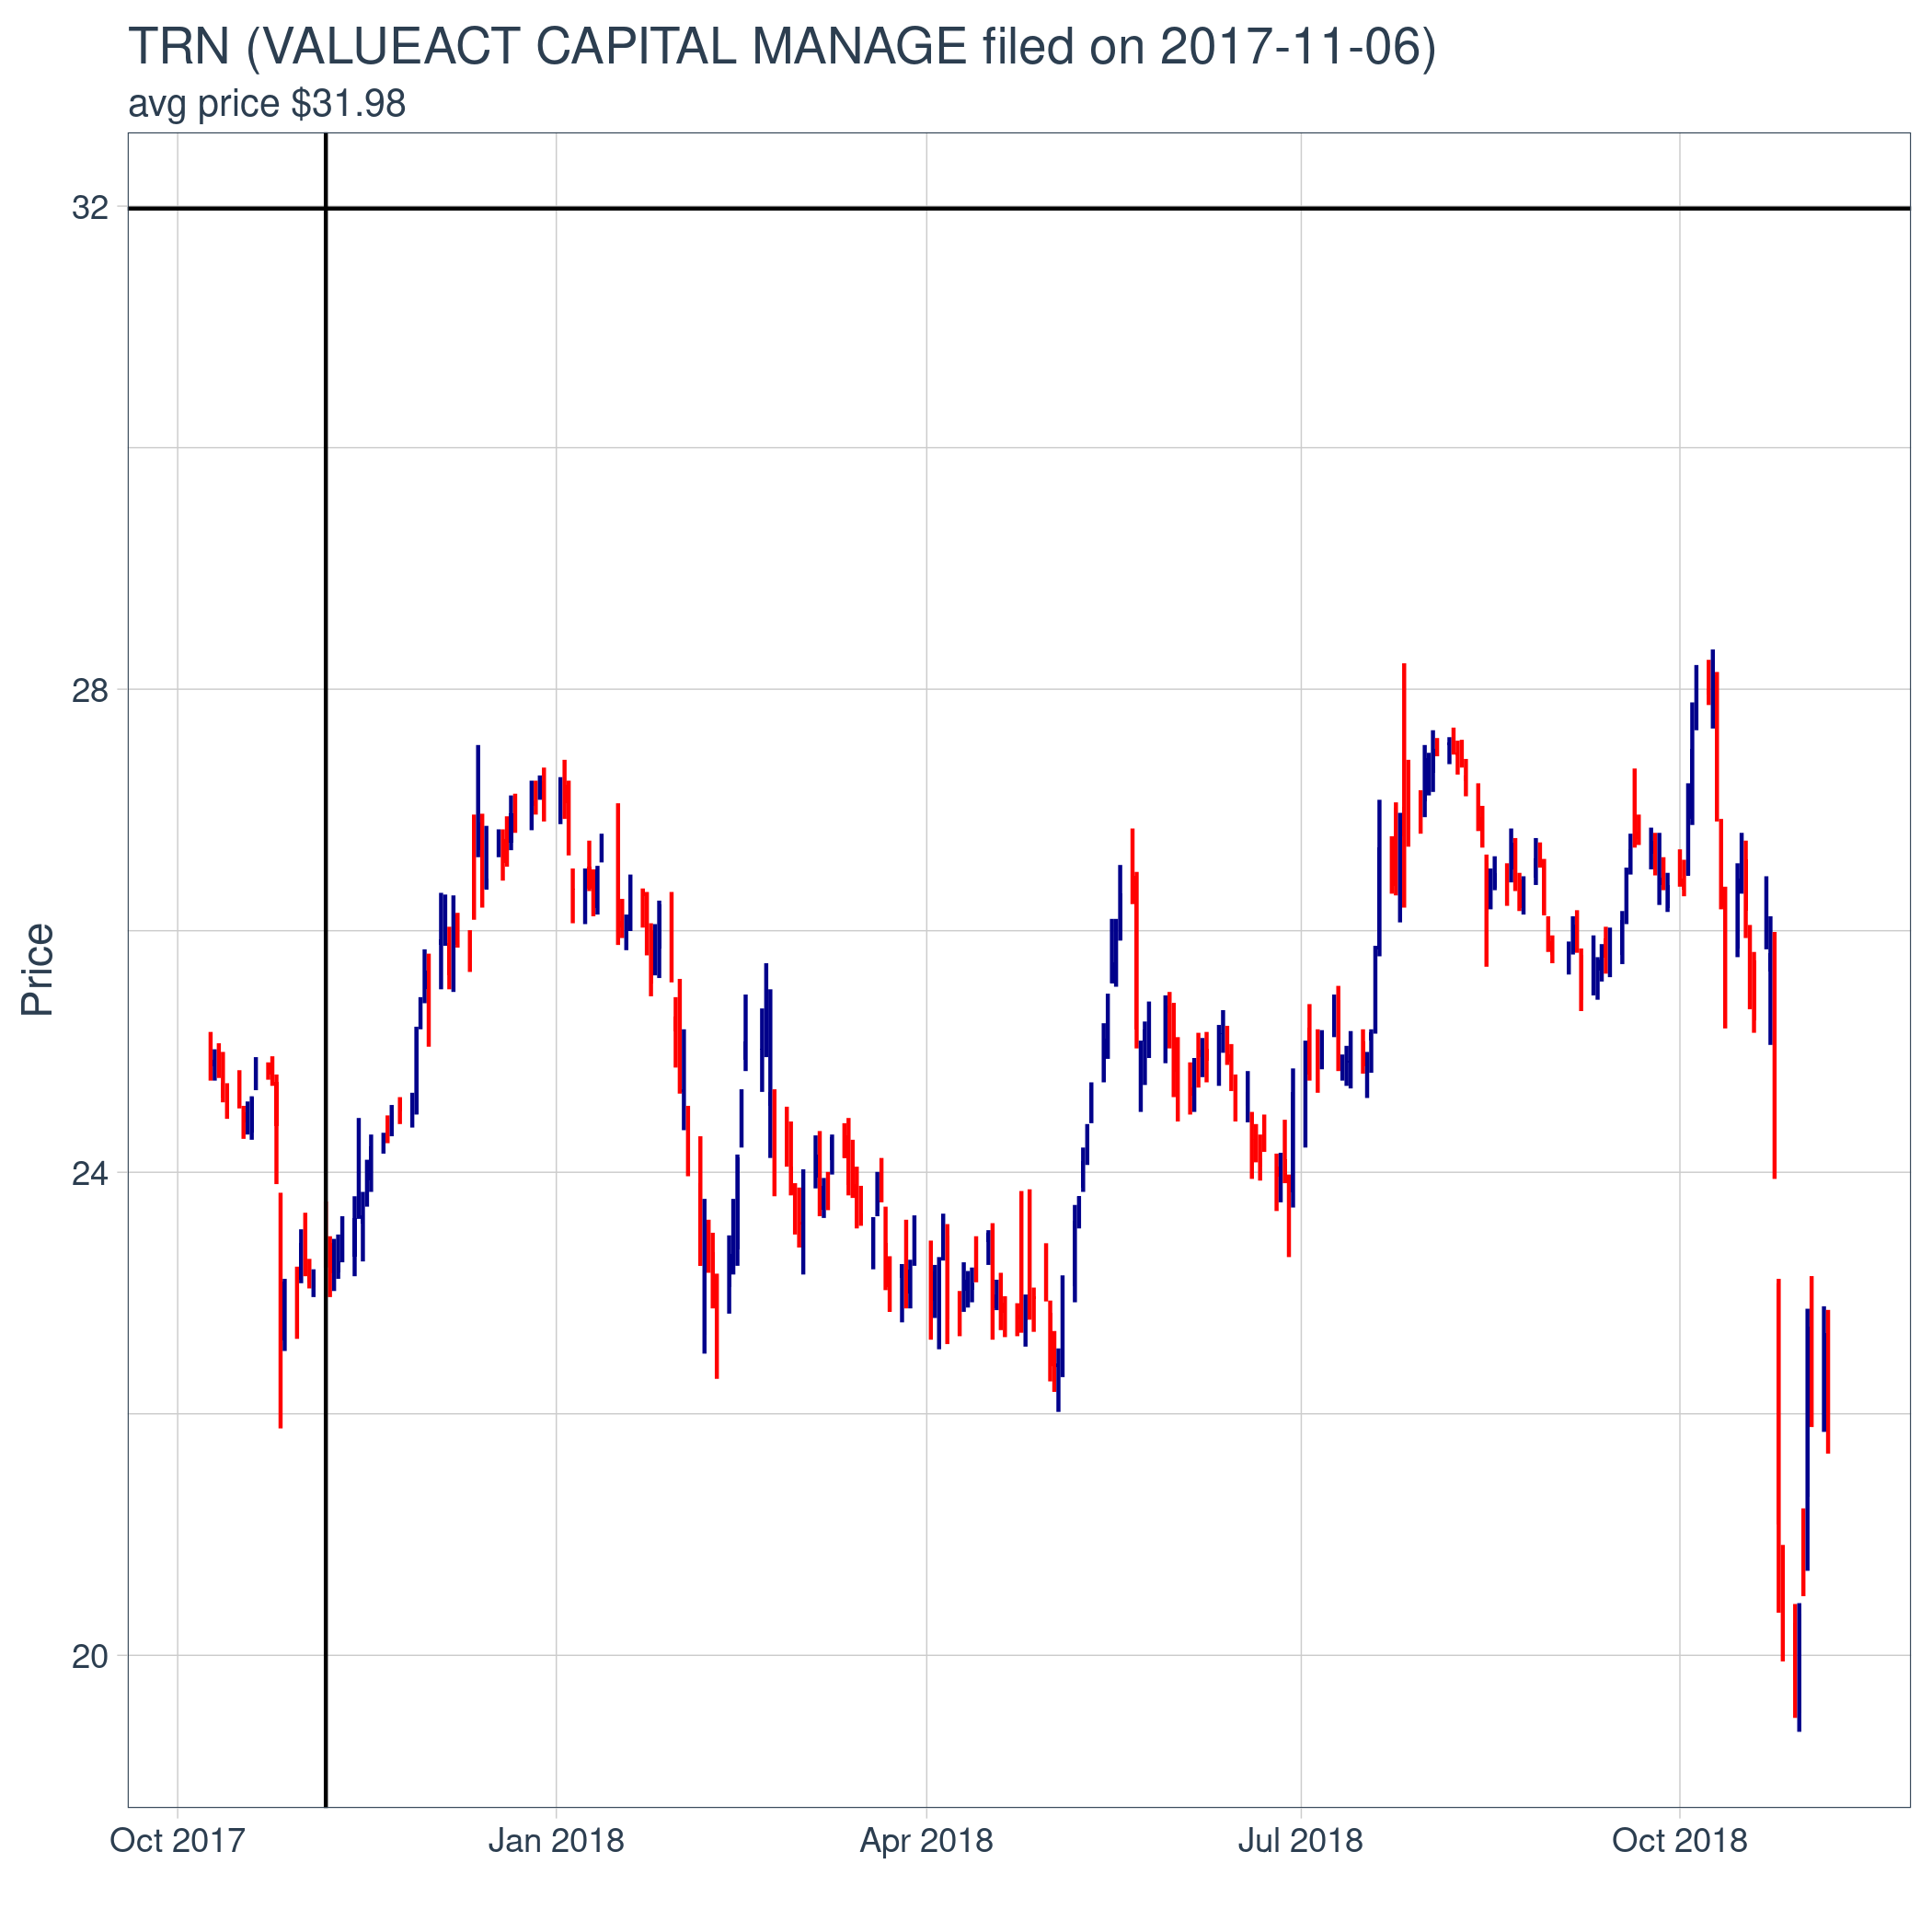 TRN (VALUEACT CAPITAL MANAGE filed on 2017-11-06)
avg price $31.98
32
28
24
20
Price
Oct 2017
Jan 2018
Apr 2018
Jul 2018
Oct 2018